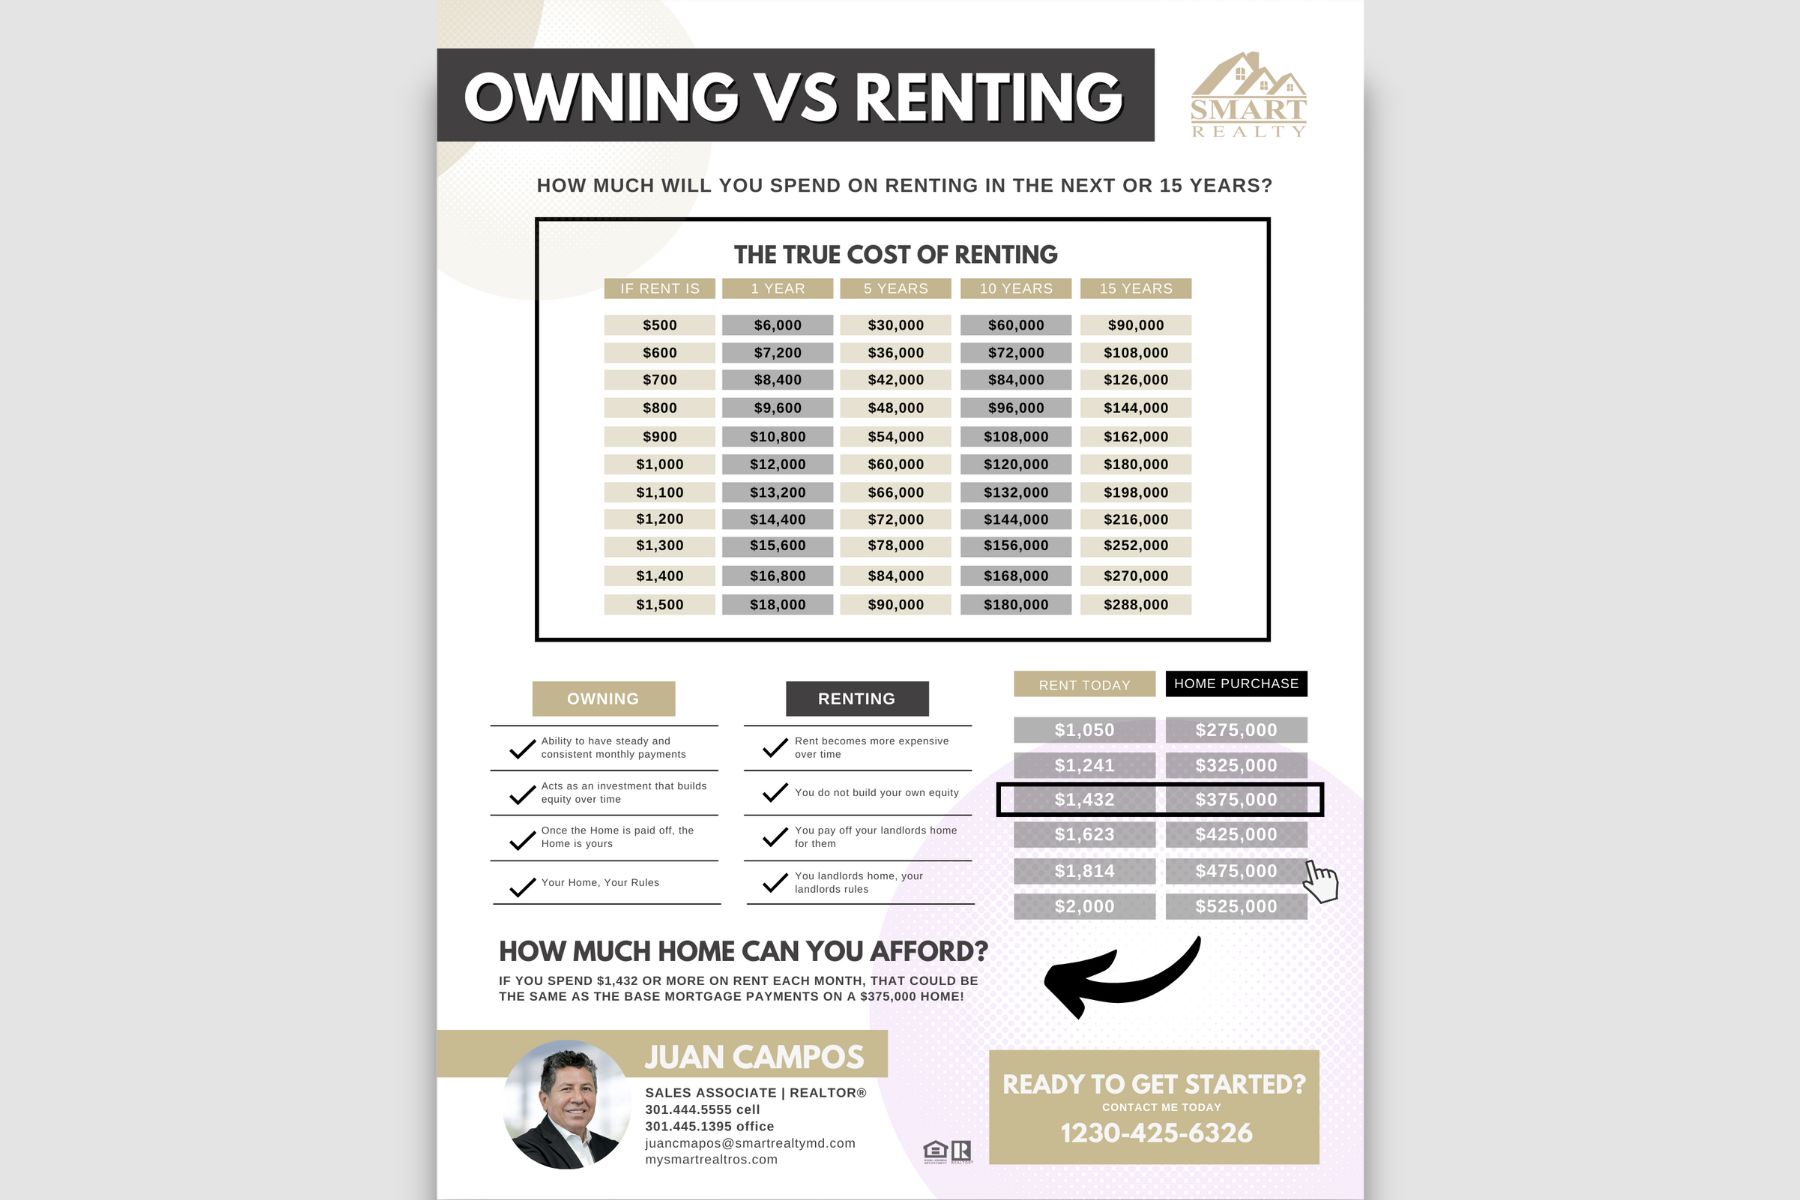 OWNING VS RENTING
SMART
REALTY
HOW MUCH WILL YOU SPEND ON RENTING IN THE NEXT OR 15 YEARS?
THE TRUE COST OF RENTING
IF RENT IS 1 YEAR 5 YEARS 10 YEARS 15 YEARS
$500 $6,000 $30,000 $60,000 $90,000
$600 $7,200 $36,000 $72,000 $108,000
$700 $8,400 $42,000 $84,000 $126,000
$800 $9,600 $48,000 $96,000 $144,000
$900 $10,800 $54,000 $108,000 $162,000
$1,000 $12,000 $60,000 $120,000 $180,000
$1,100 $13,200 $66,000 $132,000 $198,000
$1,200 $14,400 $72,000 $144,000 $216,000
$1,300 $15,600 $78,000 $156,000 $252,000
$1,400 $16,800 $84,000 $168,000 $270,000
$1,500 $18,000 $90,000 $180,000 $288,000
OWNING
Ability to have steady and
consistent monthly payments
Acts as an investment that builds
equity over time
Once the Home is paid off, the
Home is yours
Your Home, Your Rules
RENTING
Rent becomes more expensive
over time
You do not build your own equity
You pay off your landlords home
for them
You landlords home, your
landlords rules
RENT TODAY HOME PURCHASE
$1,050 $275,000
$1,241 $325,000
$1,432 $375,000
$1,623 $425,000
$1,814 $475,000
$2,000 $525,000
HOW MUCH HOME CAN YOU AFFORD?
IF YOU SPEND $1,432 OR MORE ON RENT EACH MONTH, THAT COULD BE
THE SAME AS THE BASE MORTGAGE PAYMENTS ON A $375,000 HOME!
JUAN CAMPOS
SALES ASSOCIATE | REALTOR®
301.444.5555 cell
301.445.1395 office
juancmapos@smartrealtymd.com
mysmartrealtros.com
READY TO GET STARTED?
CONTACT ME TODAY
1230-425-6326